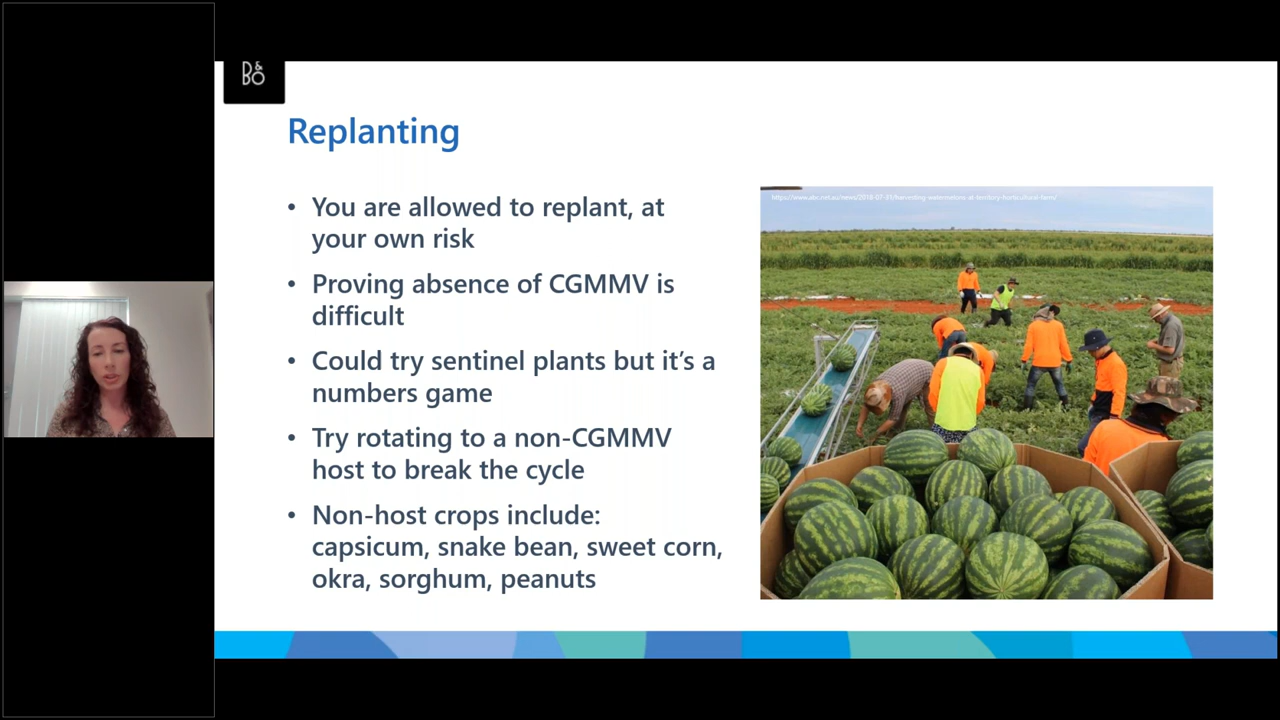 B&O
Replanting
• You are allowed to replant, at
your own risk
• Proving absence of CGMMV is
difficult
• Could try sentinel plants but it's a
numbers game
• Try rotating to a non-CGMMV
host to break the cycle
• Non-host crops include:
capsicum, snake bean, sweet corn,
okra, sorghum, peanuts